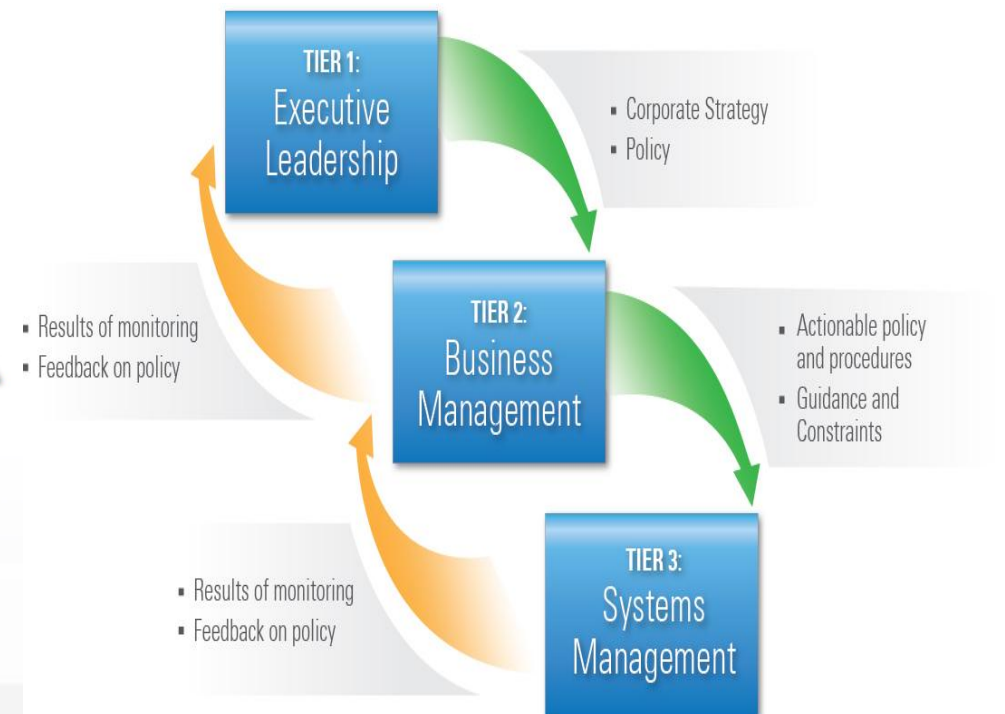 TIER 1:
Executive
Leadership
▪ Corporate Strategy
▪ Policy
▪ Results of monitoring
▪ Feedback on policy
TIER 2:
Business
Management
▪ Actionable policy
and procedures
▪ Guidance and
Constraints
▪ Results of monitoring
▪ Feedback on policy
TIER 3:
Systems
Management